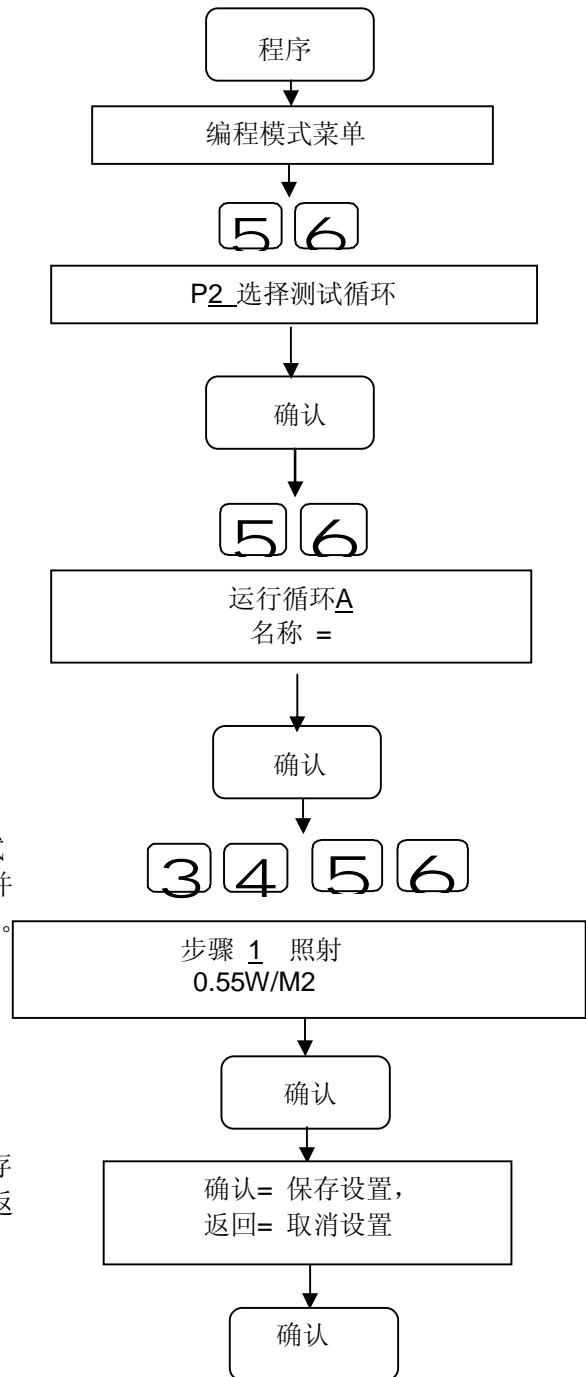 程序
编程模式菜单
5 6
P2 选择测试循环
确认
5 6
运行循环A
名称 =
确认
3 4 5 6
并
。
步骤 1 照射
0.55W/M2
确认
存
返
确认= 保存设置，
返回= 取消设置
确认